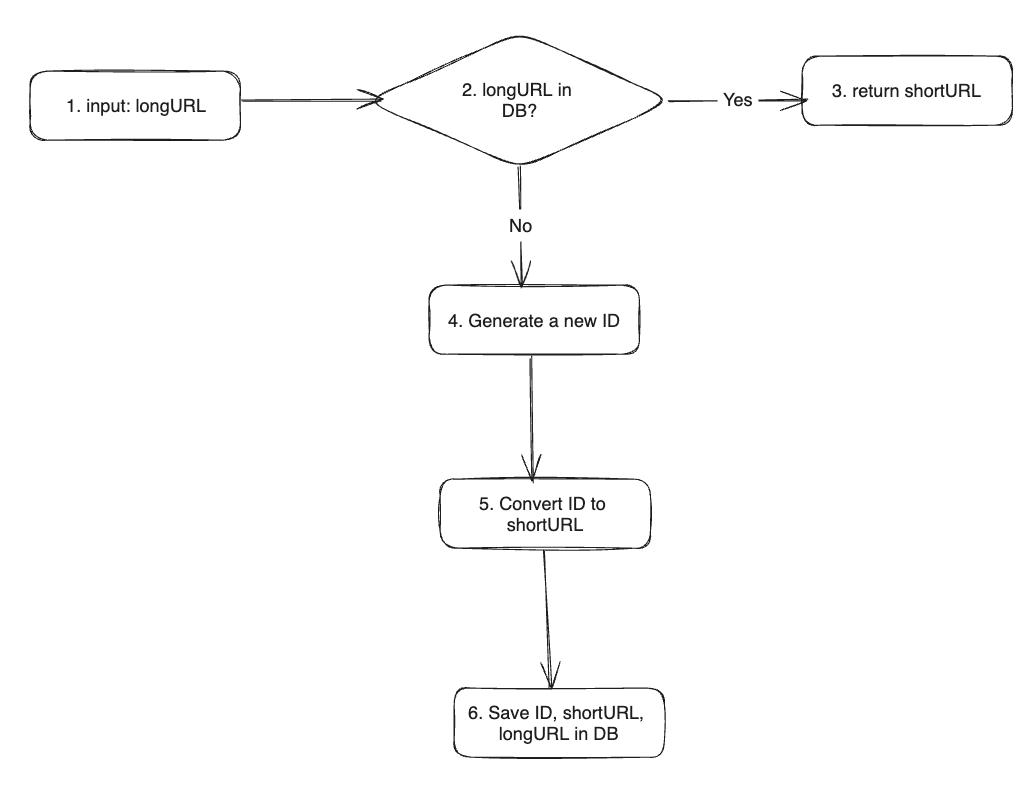 1. input: longURL
2. longURL in
DB?
Yes
3. return shortURL
No
4. Generate a new ID
5. Convert ID to
shortURL
6. Save ID, shortURL,
longURL in DB